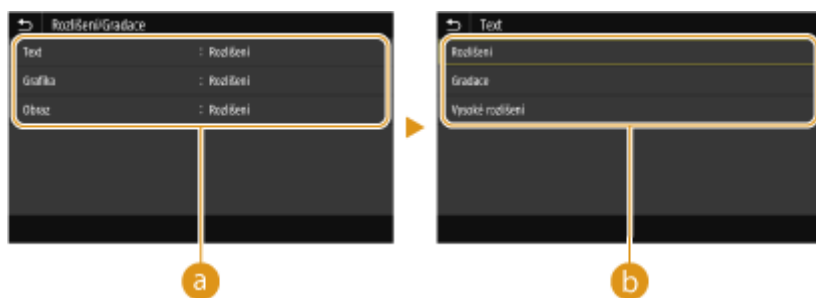 Rozlišení/Gradace
Text : Rozlišení
Grafika : Rozlišení
Obraz : Rozlišení
a
Text
Rozlišení
Gradace
Vysoké rozlišení
b